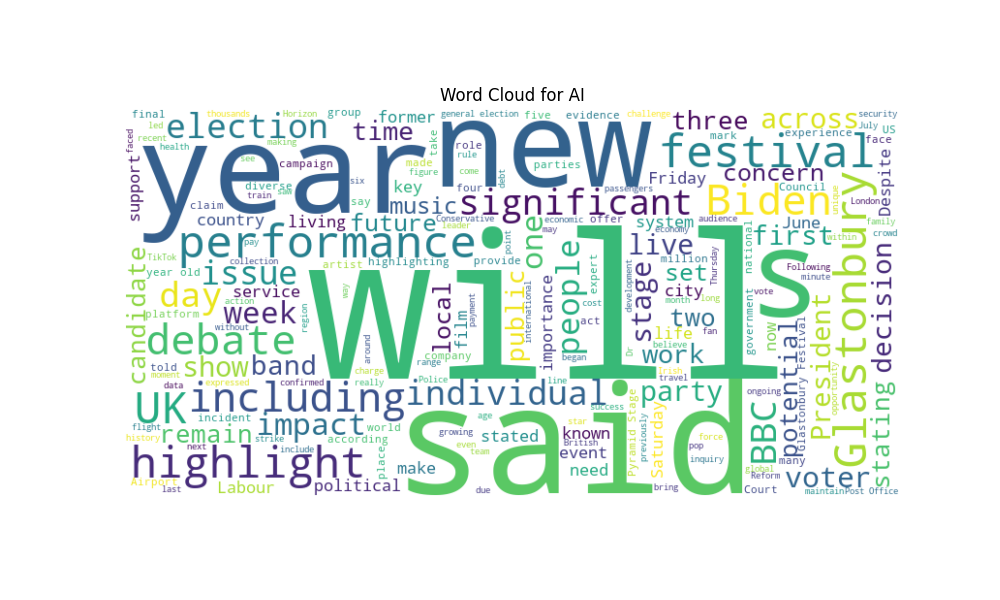 Word Cloud for AI
final
thousands
Horizon
group
former
general election
five
evidence
challenge
security
led
recent
health
election
time
take
new
three
across
mark
July
US
experience
face
faced
making
year
role
rule
festival
see
campaign
made
figure
come
parties
debt
Friday
concern
Council
Despite
support
claim
diverse
train
saw
six
say
key
four
music
significant
passengers
Biden
unique
London
country
living
future
Conservative
leader
economic
may
offer
system
economy
audience
June
family
crowd
performance
pay
point
one
live
national
first
within
TikTok
collection
highlighting
provide
expert
million
Thursday
s
Following
minute
candidate
year old
issue
artist
will
people
set
stage
development
month
long
city
vote
day
service
action
way
local
film
payment
public
international
importance
cost
platform
without
week
region
two
fan
government
now
President
Glastonbury
decision
told
moment
debate
show
band
around
company
range
began
act
Dr
life
believe
work
potential
Glastonbury Festival
opportunity
data
expressed
confirmed
charge
really
Police
line
Irish
travel
UK
including
individual
party
ongoing
stating
incident
success
flight
impact
world
age
star
Pyramid Stage
previously
force
BBC
history
remain
strike
according
growing
stated
British
known
pop
next
include
place
even
team
event
Saturday
inquiry
global
many
highlight
make
said
need
Reform
voter
Airport
last
Labour
political
due
bring
Court
maintain
Post Office